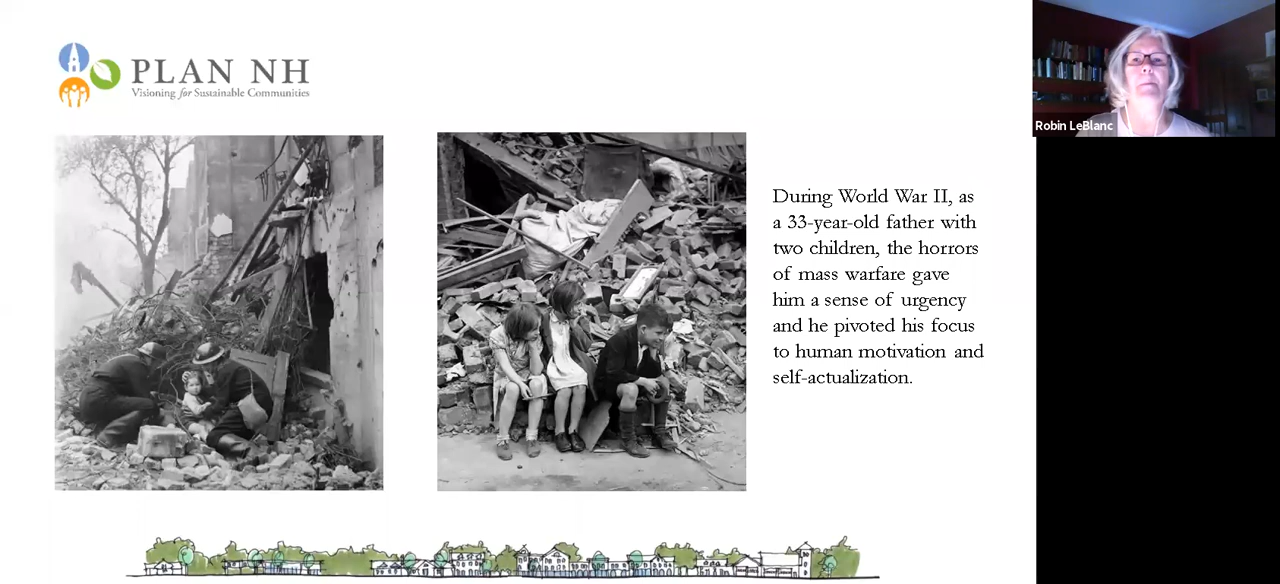 PLAN NH
Visioning for Sustainable Communities
Robin LeBlanc
During World War II, as
a 33-year-old father with
two children, the horrors
of mass warfare gave
him a sense of urgency
and he pivoted his focus
to human motivation and
self-actualization.